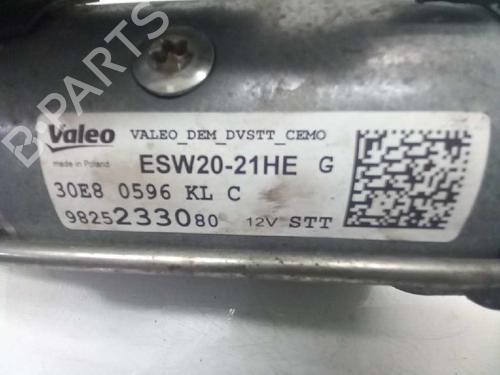 B-PARTS
Valeo VALEO_DEM_DVSTT_CEMO
made in Poland ESW20-21HE G
30E8 0596 KL C
9825233080 12V STT